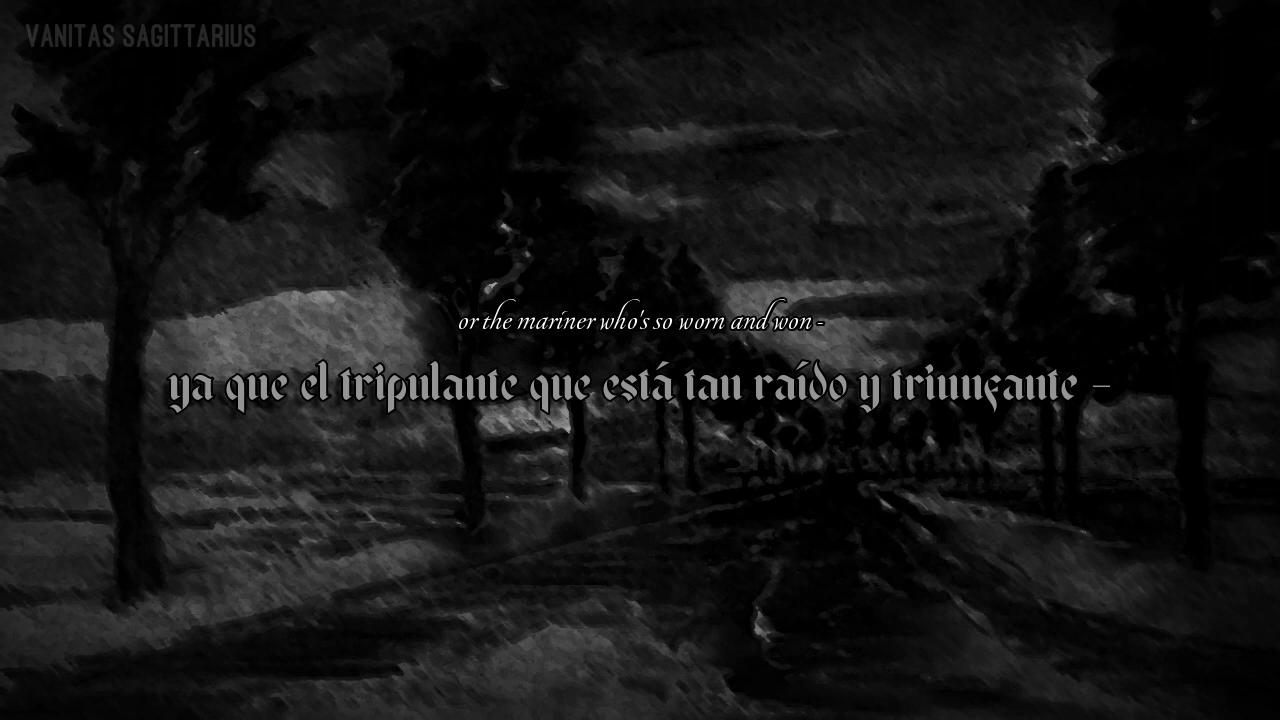 VANITAS SAGITTARIUS
or the mariner who's so worn and won -
ya que el tripulante que está tan raído y triunfante -